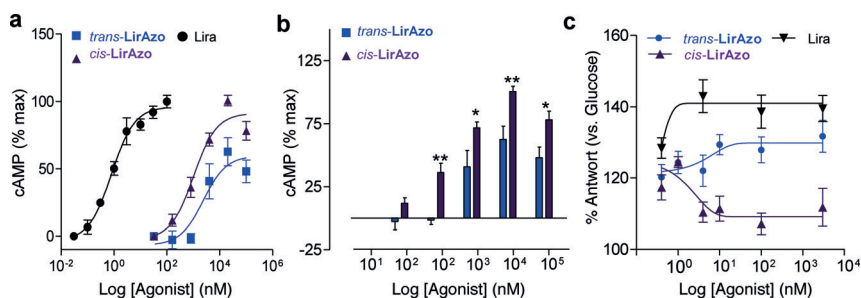 a
trans-LirAzo
Lira
cis-LirAzo
cAMP (% max)
150
100
50
0
10⁻²
10⁰
10²
10⁴
10⁶
Log [Agonist] (nM)
b
trans-LirAzo
cis-LirAzo
cAMP (% max)
125
75
25
-25
**
*
**
*
10¹
10²
10²
10³
10⁴
10⁵
Log [Agonist] (nM)
c
trans-LirAzo
Lira
cis-LirAzo
% Antwort (vs. Glucose)
160
140
120
100
10⁰
10¹
10²
10³
10⁴
Log [Agonist] (nM)